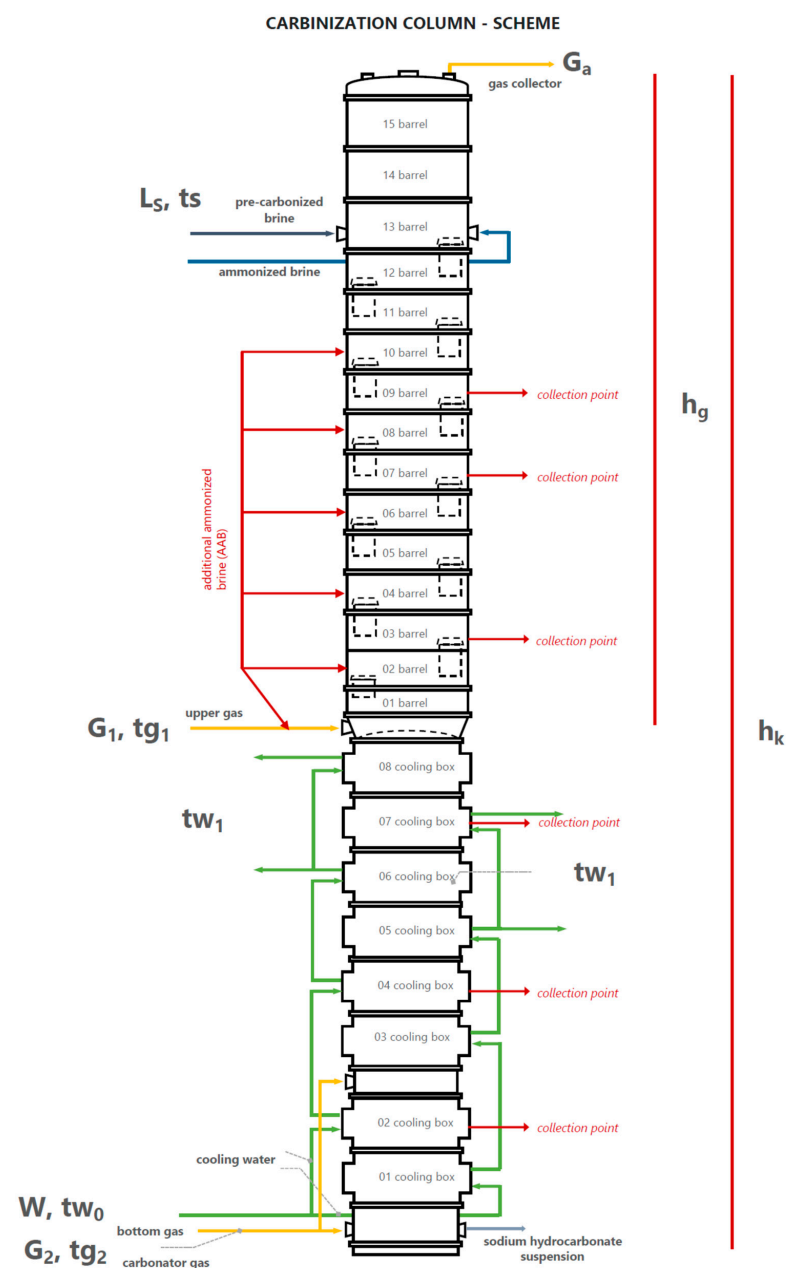 CARBINIZATION COLUMN - SCHEME
Ga
gas collector
15 barrel
14 barrel
LS, ts
pre-carbonized
brine
13 barrel
ammonized brine
12 barrel
11 barrel
10 barrel
09 barrel
collection point
hg
08 barrel
07 barrel
collection point
additional ammonized
brine (AAB)
06 barrel
05 barrel
04 barrel
03 barrel
collection point
02 barrel
01 barrel
upper gas
G1, tg1
hk
08 cooling box
tw1
07 cooling box
collection point
06 cooling box
tw1
05 cooling box
04 cooling box
collection point
03 cooling box
02 cooling box
collection point
cooling water
01 cooling box
W, tw0
bottom gas
G2, tg2
carbonator gas
sodium hydrocarbonate
suspension